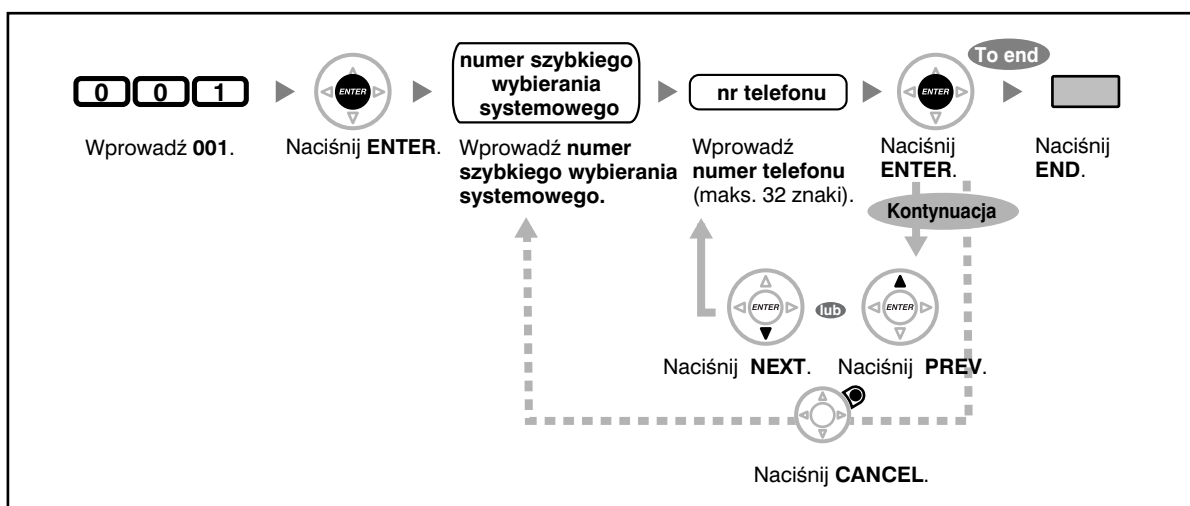 To end
0 0 1
ENTER
numer szybkiego
wybierania
systemowego
nr telefonu
ENTER
Wprowadź 001.
Naciśnij ENTER.
Wprowadź numer
szybkiego wybierania
systemowego.
Wprowadź
numer telefonu
(maks. 32 znaki).
Naciśnij
ENTER.
Naciśnij
END.
Kontynuacja
ENTER
lub
ENTER
Naciśnij NEXT.
Naciśnij PREV.
Naciśnij CANCEL.